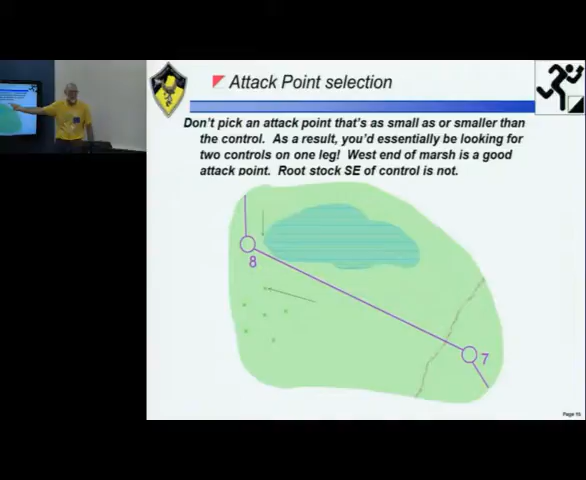 Attack Point selection
Don't pick an attack point that's as small as or smaller than
the control. As a result, you'd essentially be looking for
two controls on one leg! West end of marsh is a good
attack point. Root stock SE of control is not.
8
7